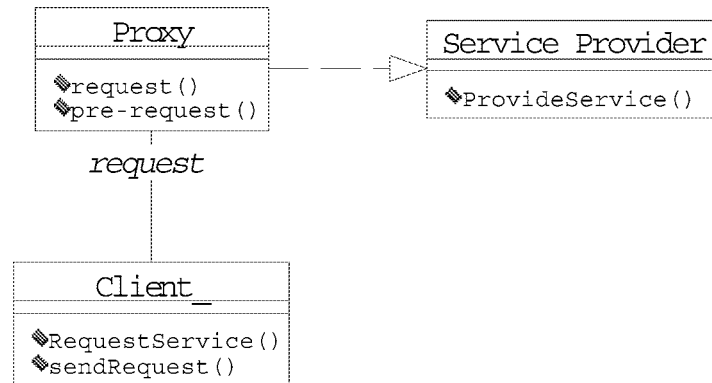 Proxy
request()
pre-request()
Service Provider
ProvideService()
request
Client_
RequestService()
sendRequest()